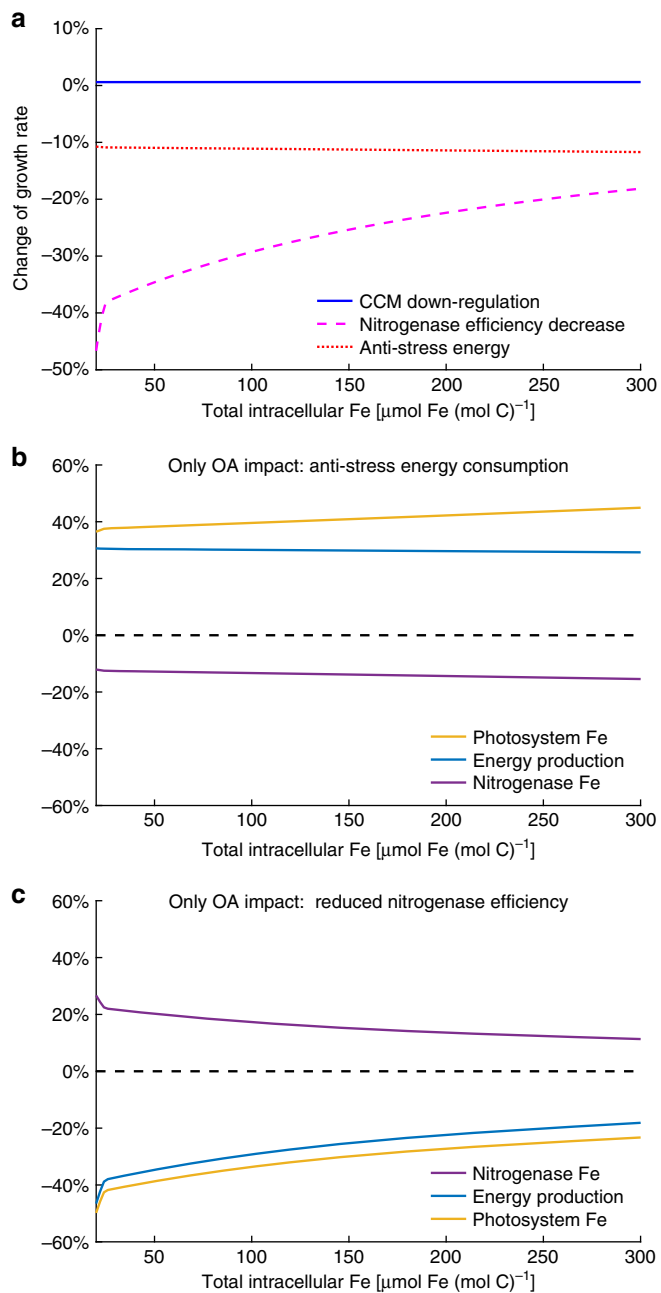 a
10%
0%
−10%
−20%
−30%
−40%
−50%
Change of growth rate
CCM down-regulation
Nitrogenase efficiency decrease
Anti-stress energy
50 100 150 200 250 300
Total intracellular Fe [μmol Fe (mol C)⁻¹]
b
Only OA impact: anti-stress energy consumption
60%
40%
20%
0%
−20%
−40%
−60%
Photosystem Fe
Energy production
Nitrogenase Fe
50 100 150 200 250 300
Total intracellular Fe [μmol Fe (mol C)⁻¹]
c
Only OA impact: reduced nitrogenase efficiency
60%
40%
20%
0%
−20%
−40%
−60%
Nitrogenase Fe
Energy production
Photosystem Fe
50 100 150 200 250 300
Total intracellular Fe [μmol Fe (mol C)⁻¹]